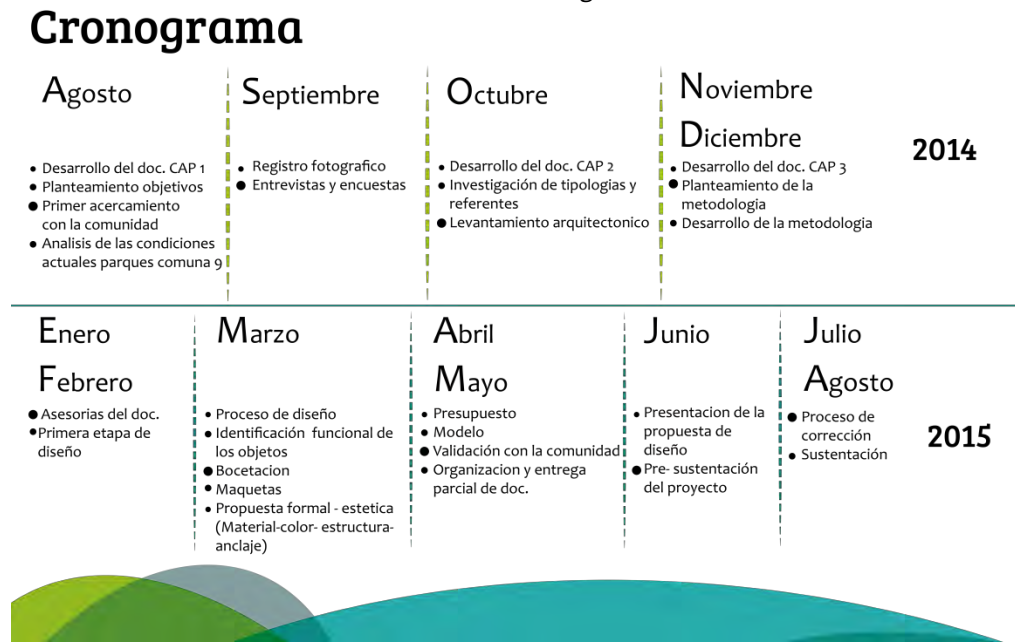 Cronograma
Agosto
• Desarrollo del doc. CAP 1
• Planteamiento objetivos
• Primer acercamiento
con la comunidad
• Analisis de las condiciones
actuales parques comuna 9
Septiembre
• Registro fotografico
• Entrevistas y encuestas
Octubre
• Desarrollo del doc. CAP 2
• Investigación de tipologias y
referentes
• Levantamiento arquitectonico
Noviembre
Diciembre
• Desarrollo del doc. CAP 3
• Planteamiento de la
metodologia
• Desarrollo de la metodologia
2014
Enero
Febrero
• Asesorias del doc.
• Primera etapa de
diseño
Marzo
• Proceso de diseño
• Identificación funcional de
los objetos
• Bocetacion
• Maquetas
• Propuesta formal - estetica
(Material-color- estructura-
anclaje)
Abril
Mayo
• Presupuesto
• Modelo
• Validación con la comunidad
• Organizacion y entrega
parcial de doc.
Junio
• Presentacion de la
propuesta de
diseño
• Pre- sustentación
del proyecto
Julio
Agosto
• Proceso de
corrección
• Sustentación
2015